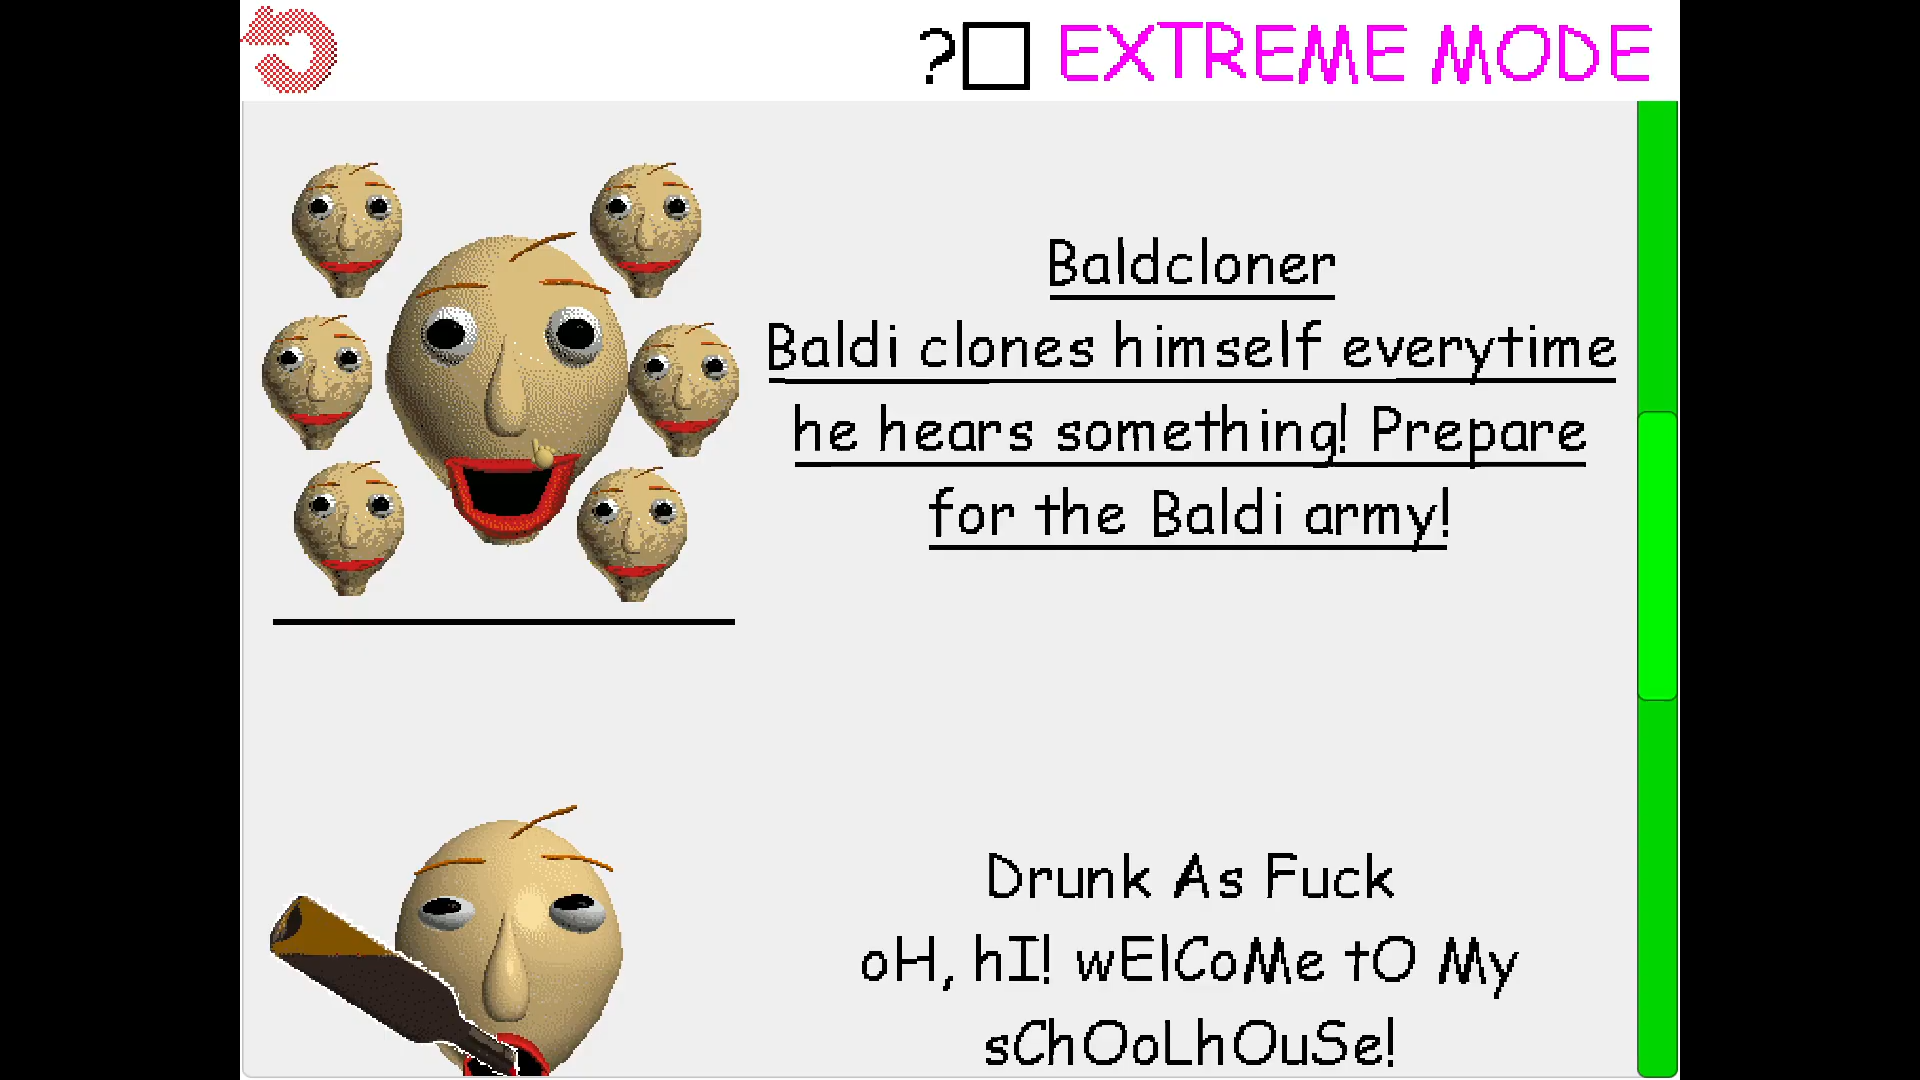 ? EXTREME MODE
Baldcloner
Baldi clones himself everytime
he hears something! Prepare
for the Baldi army!
Drunk As Fuck
oH, hI! wElCoMe tO My
sChOoLhOuSe!